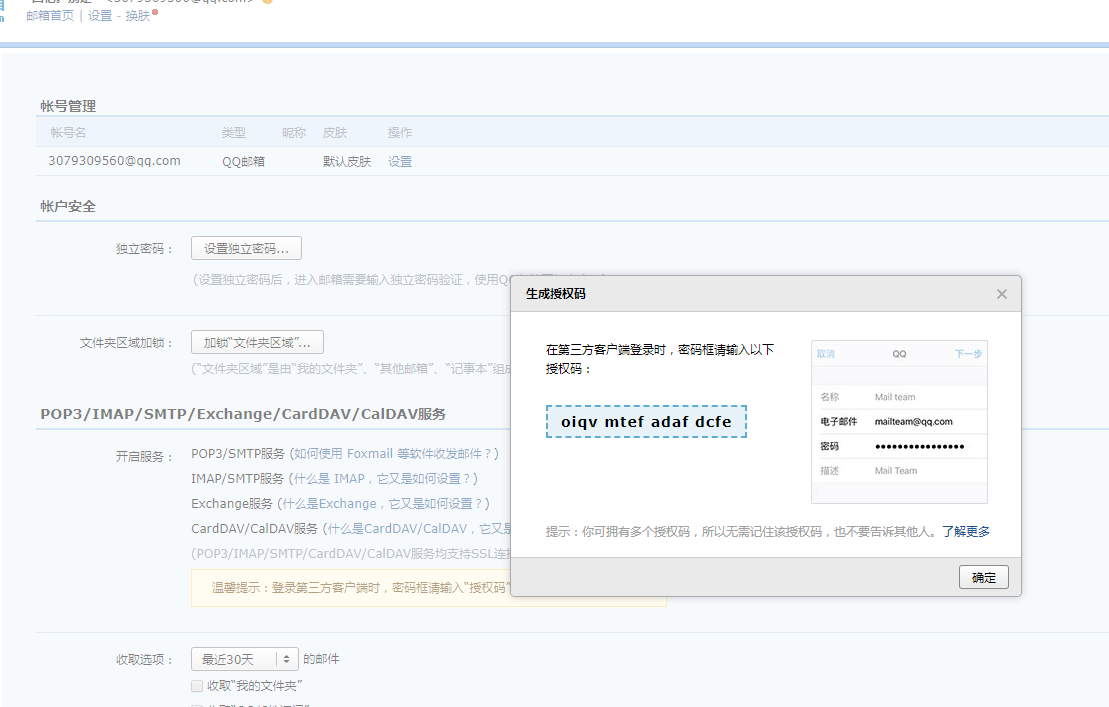 邮箱首页 | 设置 - 换肤
帐号管理
帐号名 类型 昵称 皮肤 操作
3079309560@qq.com QQ邮箱 默认皮肤 设置
帐户安全
独立密码： 设置独立密码...
(设置独立密码后，进入邮箱需要输入独立密码验证，使用QQ
文件夹区域加锁： 加锁“文件夹区域”...
(“文件夹区域”是由“我的文件夹”、“其他邮箱”、“记事本”组成
POP3/IMAP/SMTP/Exchange/CardDAV/CalDAV服务
开启服务： POP3/SMTP服务 (如何使用 Foxmail 等软件收发邮件？)
IMAP/SMTP服务 (什么是 IMAP，它又是如何设置？)
Exchange服务 (什么是Exchange，它又是如何设置？)
CardDAV/CalDAV服务 (什么是CardDAV/CalDAV，它又是
(POP3/IMAP/SMTP/CardDAV/CalDAV服务均支持SSL连接
温馨提示：登录第三方客户端时，密码框请输入“授权码”
收取选项： 最近30天 的邮件
收取“我的文件夹”
生成授权码
在第三方客户端登录时，密码框请输入以下
授权码：
oiqv mtef adaf dcfe
取消 QQ 下一步
名称 Mail team
电子邮件 mailteam@qq.com
密码 ●●●●●●●●●●●●●●●
描述 Mail Team
提示：你可拥有多个授权码，所以无需记住该授权码，也不要告诉其他人。了解更多
确定